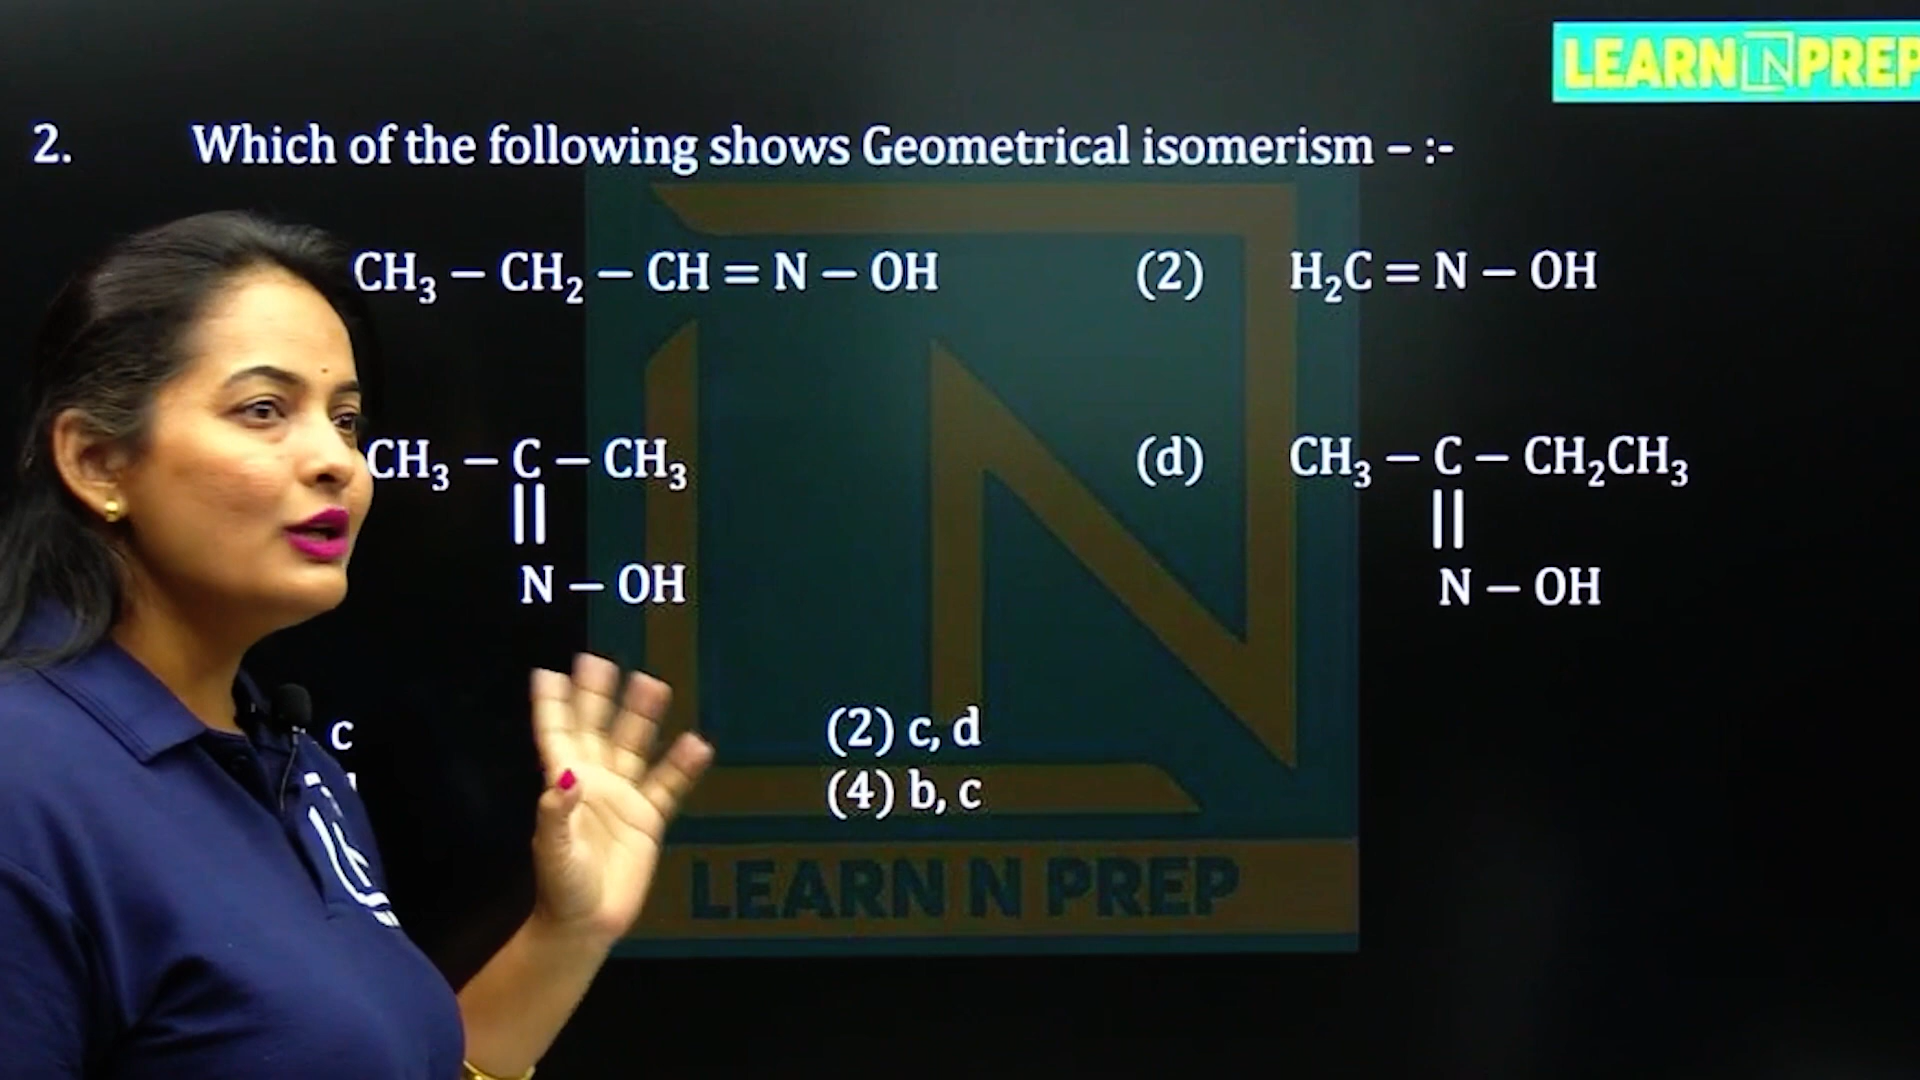 LEARN N PREP
2. Which of the following shows Geometrical isomerism – :-
CH₃ – CH₂ – CH = N – OH (2) H₂C = N – OH
CH₃ – C – CH₃ (d) CH₃ – C – CH₂CH₃
|| ||
N – OH N – OH
c (2) c, d
(4) b, c
LEARN N PREP